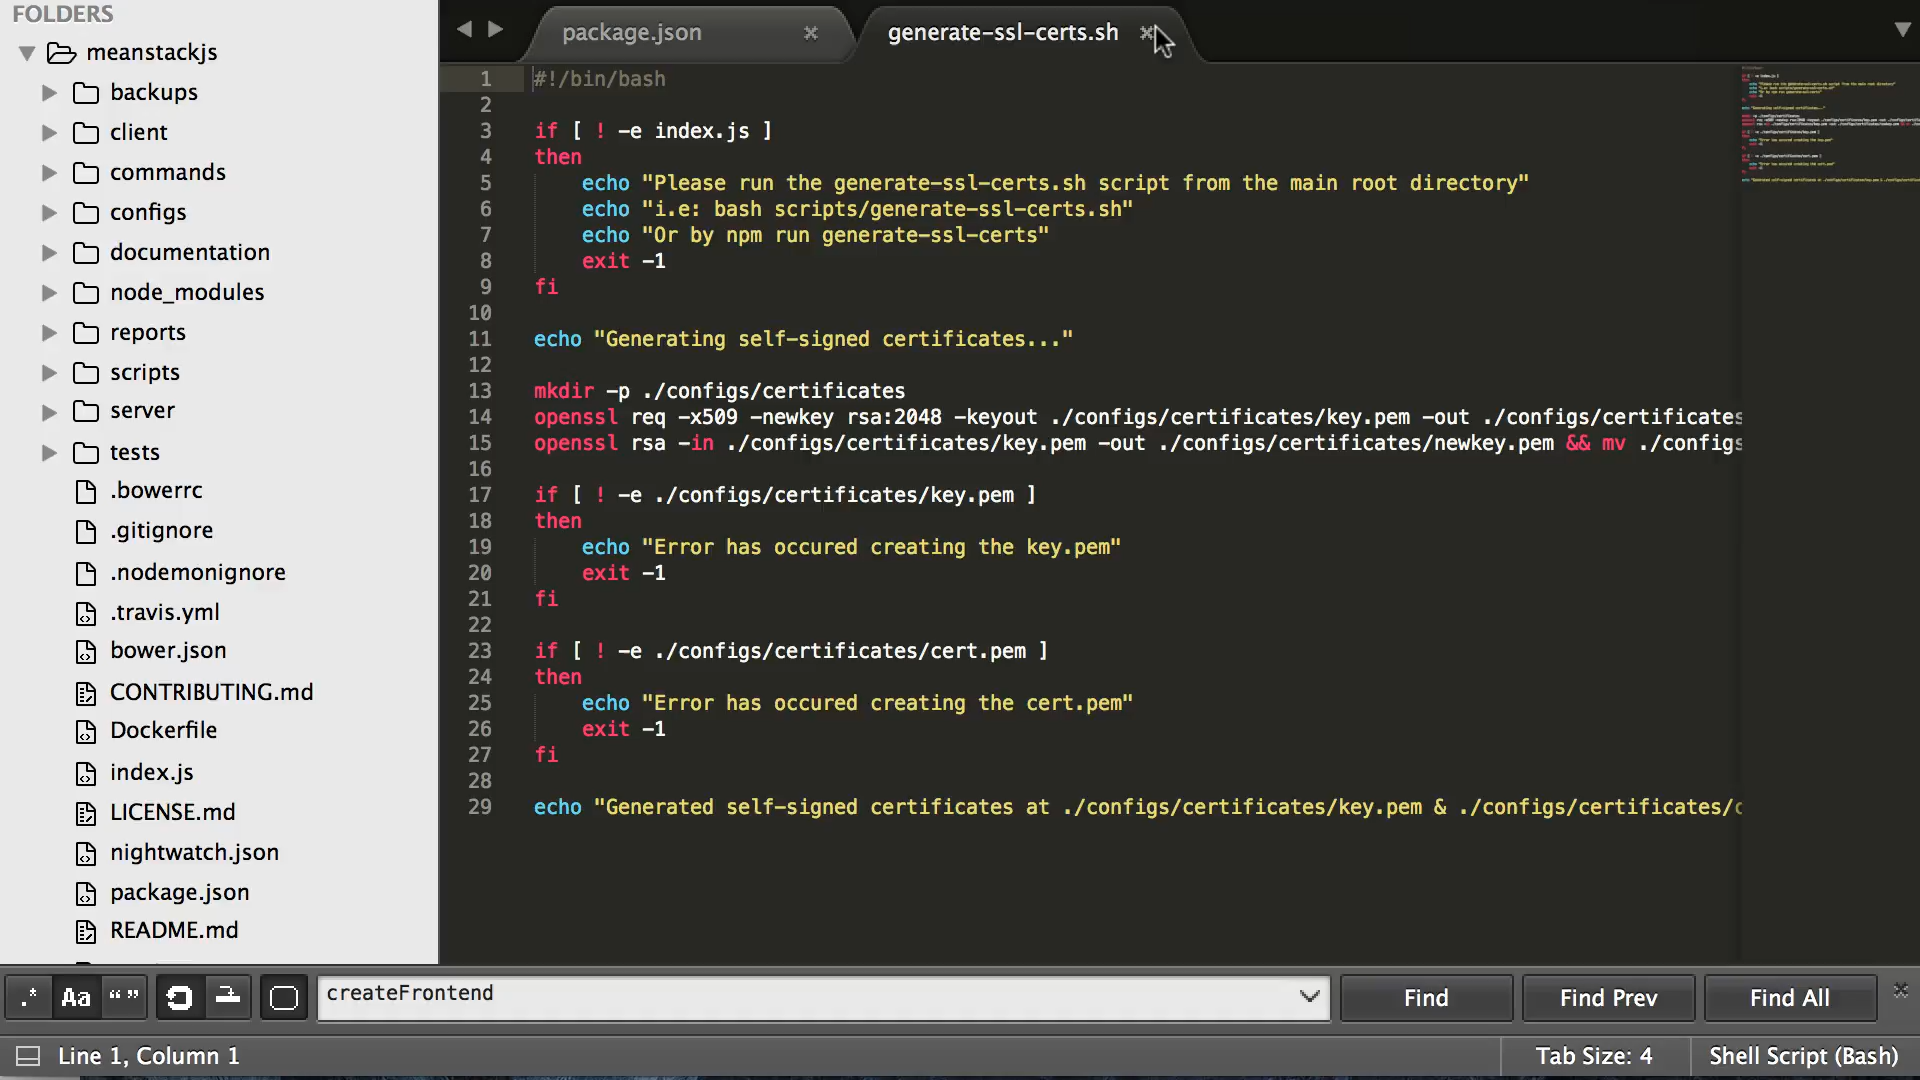 FOLDERS
meanstackjs
backups
client
commands
configs
documentation
node_modules
reports
scripts
server
tests
.bowerrc
.gitignore
.nodemonignore
.travis.yml
bower.json
CONTRIBUTING.md
Dockerfile
index.js
LICENSE.md
nightwatch.json
package.json
README.md
package.json
generate-ssl-certs.sh
1 #!/bin/bash
2
3 if [ ! -e index.js ]
4 then
5 echo "Please run the generate-ssl-certs.sh script from the main root directory"
6 echo "i.e: bash scripts/generate-ssl-certs.sh"
7 echo "Or by npm run generate-ssl-certs"
8 exit -1
9 fi
10
11 echo "Generating self-signed certificates..."
12
13 mkdir -p ./configs/certificates
14 openssl req -x509 -newkey rsa:2048 -keyout ./configs/certificates/key.pem -out ./configs/certificates
15 openssl rsa -in ./configs/certificates/key.pem -out ./configs/certificates/newkey.pem && mv ./configs
16
17 if [ ! -e ./configs/certificates/key.pem ]
18 then
19 echo "Error has occured creating the key.pem"
20 exit -1
21 fi
22
23 if [ ! -e ./configs/certificates/cert.pem ]
24 then
25 echo "Error has occured creating the cert.pem"
26 exit -1
27 fi
28
29 echo "Generated self-signed certificates at ./configs/certificates/key.pem & ./configs/certificates/c
.* Aa “ ” createFrontend Find Find Prev Find All
Line 1, Column 1 Tab Size: 4 Shell Script (Bash)